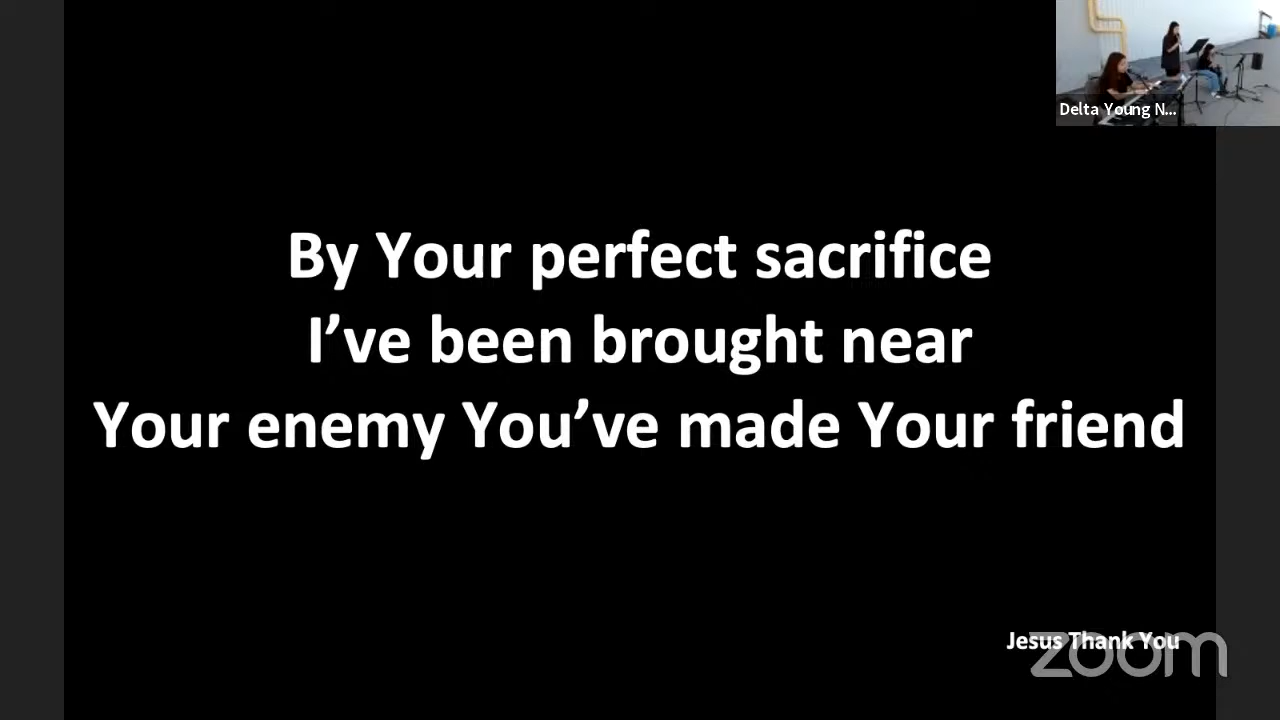 Delta Young N...
By Your perfect sacrifice
I’ve been brought near
Your enemy You’ve made Your friend
Jesus Thank You
zoom